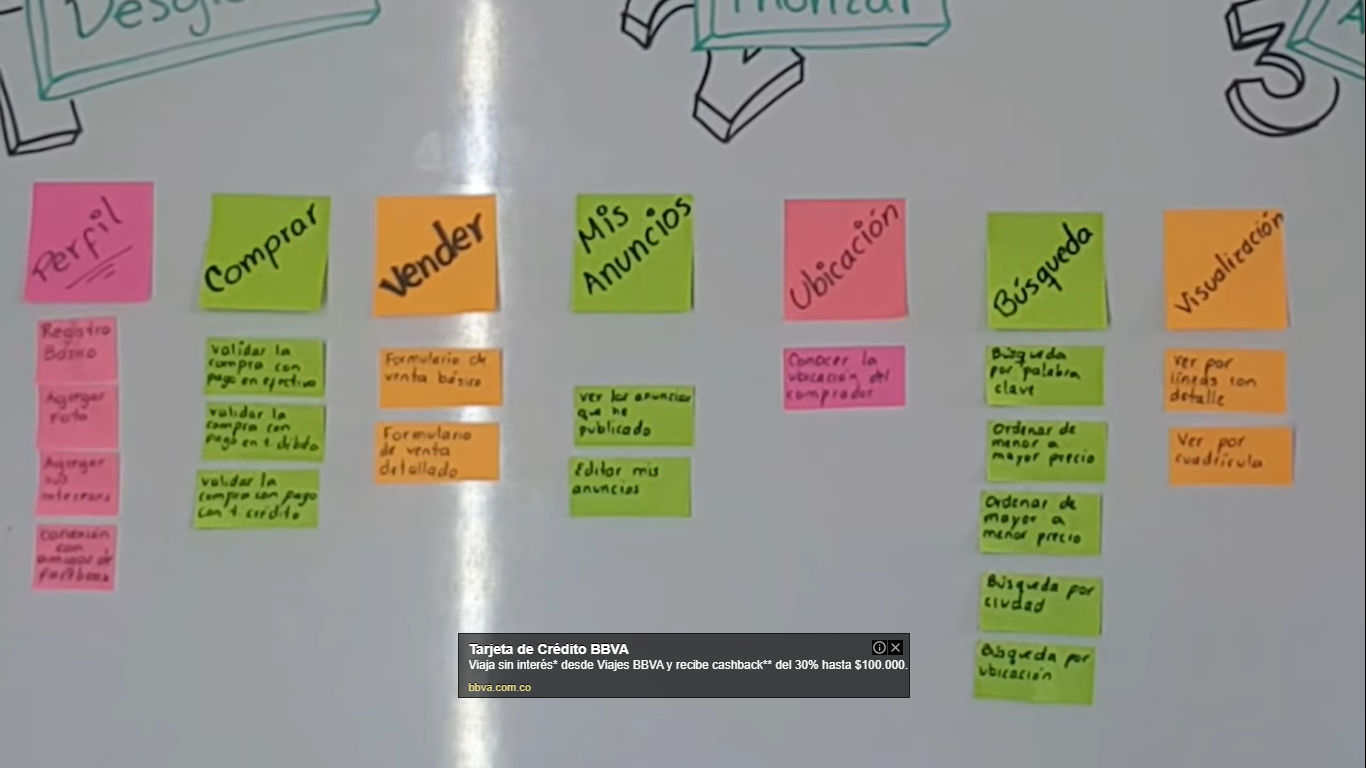 1
2
3
Perfil
Registro
Básico
Agregar
Foto
Agregar
sus
intereses
Conexión
con
amigos de
facebook
Comprar
validar la
compra con
pago en efectivo
validar la
compra con
pago en t. débito
validar la
compra con pago
con t. crédito
Vender
Formulario de
venta básico
Formulario
de venta
detallado
Mis
Anuncios
ver los anuncios
que he
publicado
Editar mis
anuncios
Ubicación
Conocer la
ubicación del
comprador
Búsqueda
Búsqueda
por palabra
clave
Ordenar de
menor a
mayor precio
Ordenar de
mayor a
menor precio
Búsqueda por
ciudad
Búsqueda por
ubicación
Visualización
Ver por
líneas con
detalle
Ver por
cuadrícula
Tarjeta de Crédito BBVA
Viaja sin interés* desde Viajes BBVA y recibe cashback** del 30% hasta $100.000.
bbva.com.co